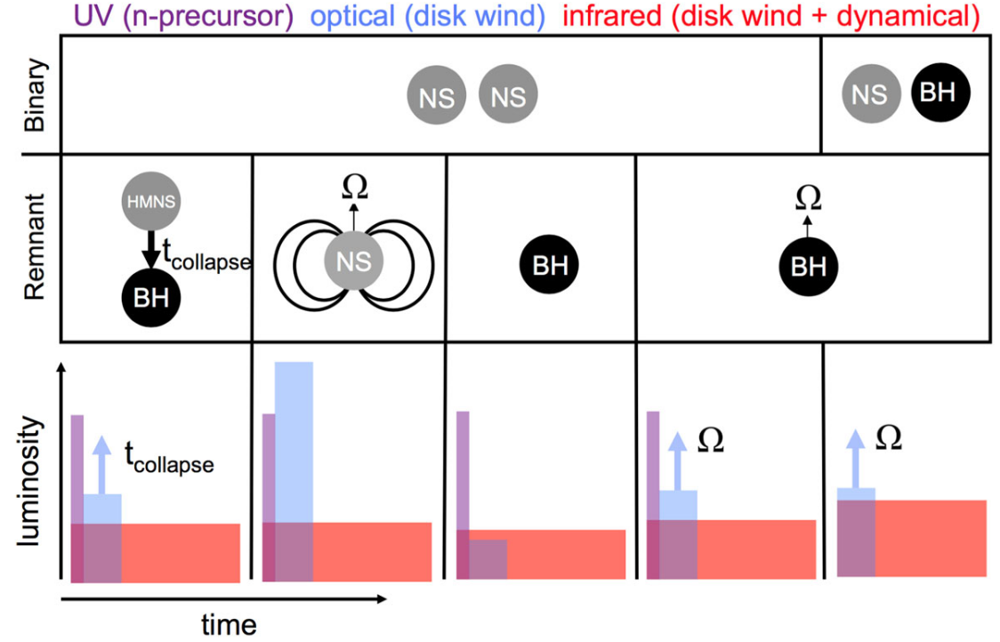 UV (n-precursor) optical (disk wind) infrared (disk wind + dynamical)
Binary
NS NS
NS BH
Remnant
HMNS
t_collapse
BH
Ω
NS
BH
Ω
BH
luminosity
t_collapse
Ω
Ω
time